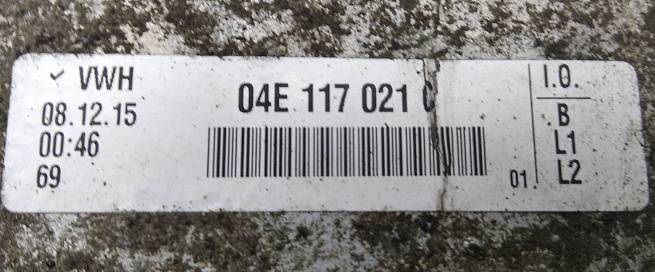 ✓ VWH
08.12.15
00:46
69
04E 117 021 C
01.
I.O.
B
L1
L2